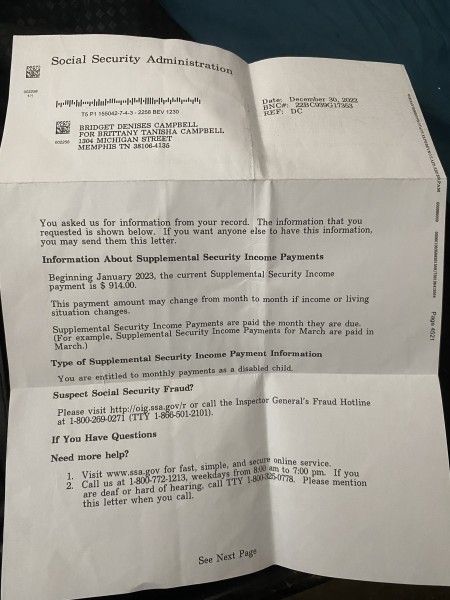 Social Security Administration
002256
1/1
Date: December 30, 2022
REF: DC
BRIDGET DENISES CAMPBELL
FOR BRITTANY TANISHA CAMPBELL
1304 MICHIGAN STREET
MEMPHIS TN 38106-4135
You asked us for information from your record. The information that you
requested is shown below. If you want anyone else to have this information,
you may send them this letter.
Information About Supplemental Security Income Payments
Beginning January 2023, the current Supplemental Security Income
payment is $ 914.00.
This payment amount may change from month to month if income or living
situation changes.
Supplemental Security Income Payments are paid the month they are due.
(For example, Supplemental Security Income Payments for March are paid in
March.)
Type of Supplemental Security Income Payment Information
You are entitled to monthly payments as a disabled child.
Suspect Social Security Fraud?
Please visit http://oig.ssa.gov/r or call the Inspector General's Fraud Hotline
at 1-800-269-0271 (TTY 1-866-501-2101).
If You Have Questions
Need more help?
1. Visit www.ssa.gov for fast, simple, and secure online service.
2. Call us at 1-800-772-1213, weekdays from 8:00 am to 7:00 pm. If you
are deaf or hard of hearing, call TTY 1-800-325-0778. Please mention
this letter when you call.
See Next Page